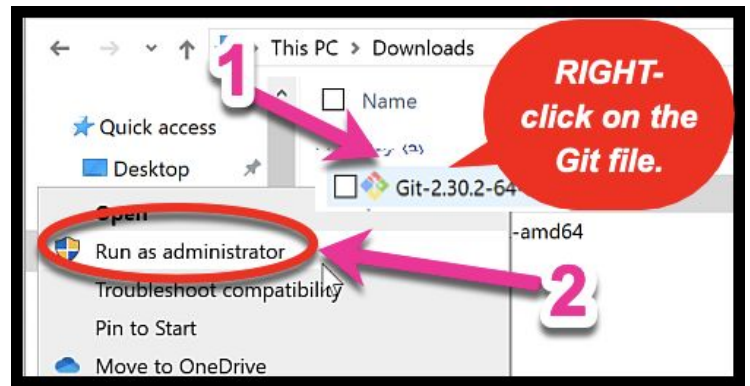 This PC > Downloads
1
Name
RIGHT-
click on the
Git file.
Quick access
Desktop
(2)
Git-2.30.2-64-
Open
-amd64
Run as administrator
2
Troubleshoot compatibility
Pin to Start
Move to OneDrive